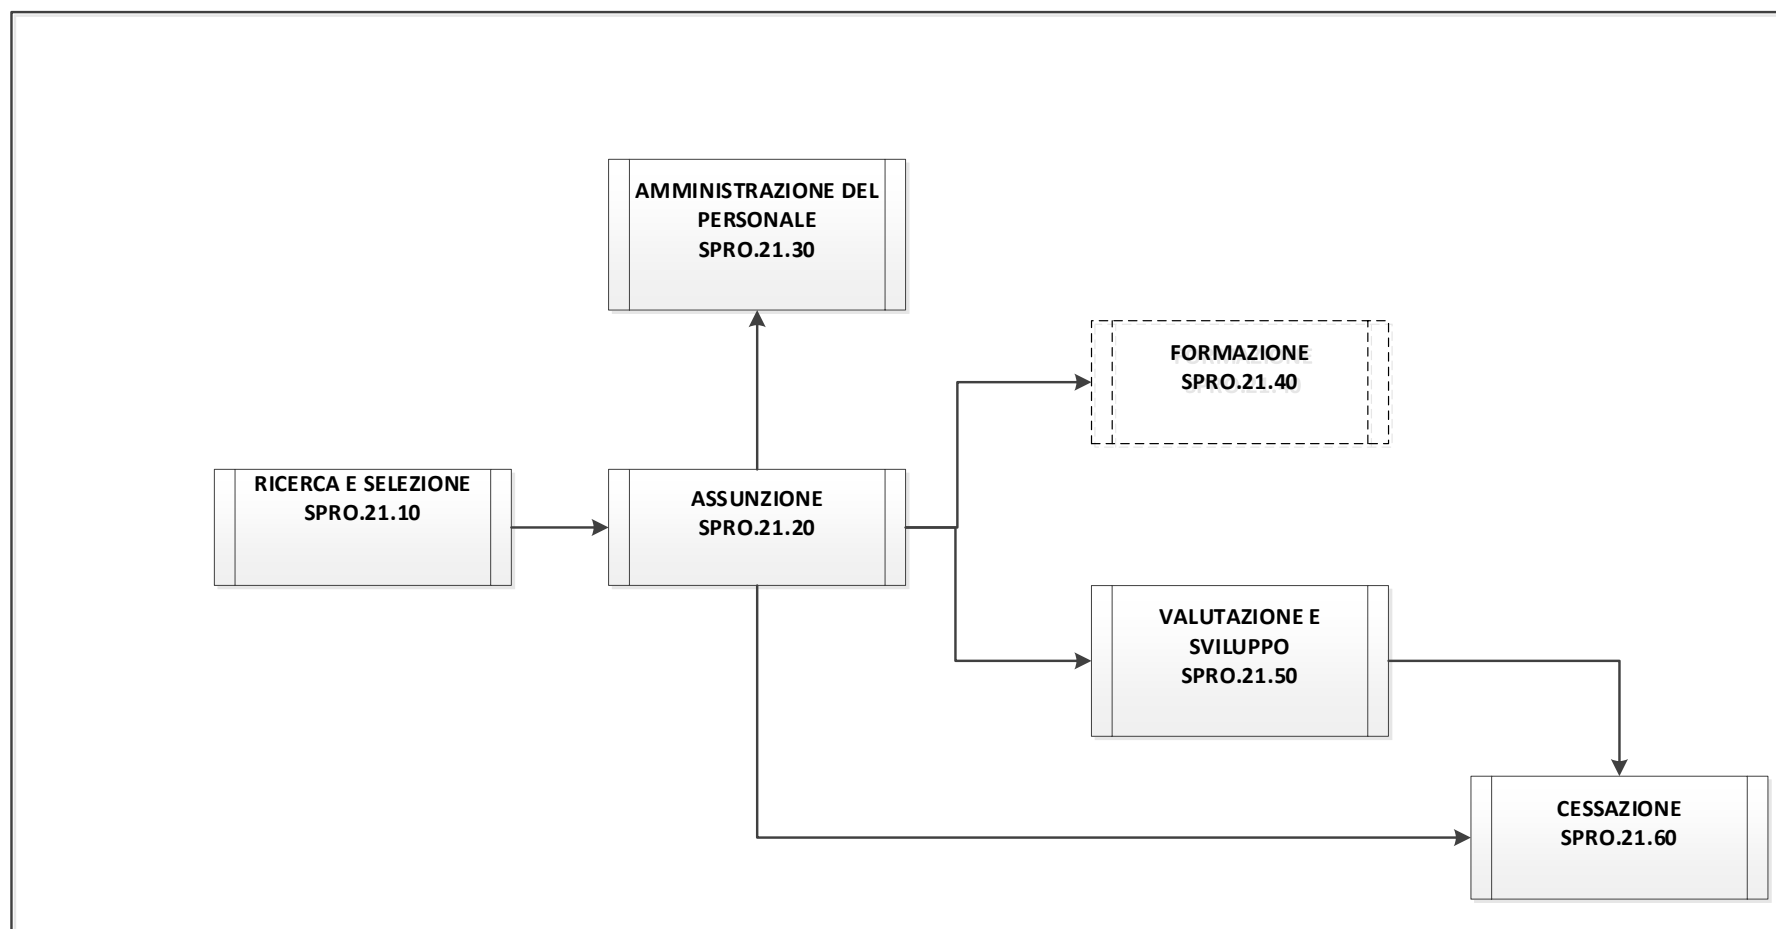 AMMINISTRAZIONE DEL
PERSONALE
SPRO.21.30
FORMAZIONE
SPRO.21.40
RICERCA E SELEZIONE
SPRO.21.10
ASSUNZIONE
SPRO.21.20
VALUTAZIONE E
SVILUPPO
SPRO.21.50
CESSAZIONE
SPRO.21.60